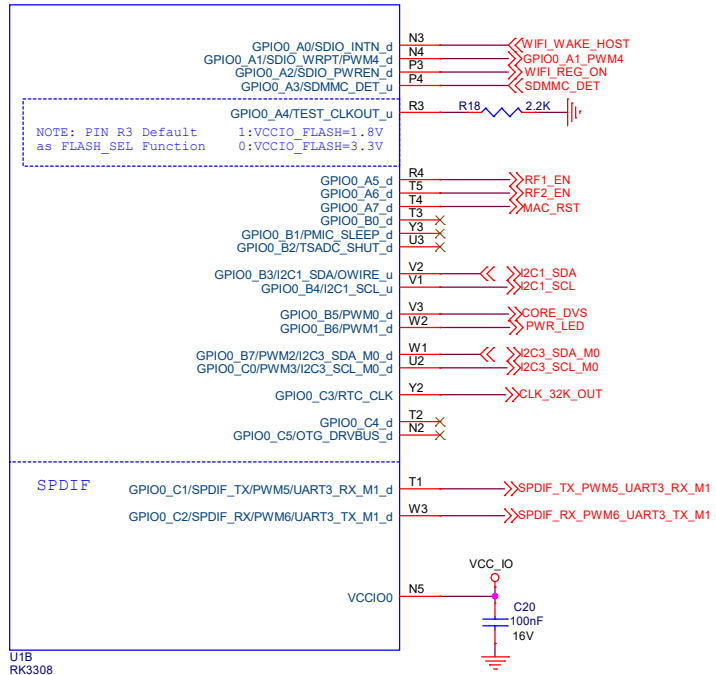 GPIO0_A0/SDIO_INTN_d N3 WIFI_WAKE_HOST
GPIO0_A1/SDIO_WRPT/PWM4_d N4 GPIO0_A1_PWM4
GPIO0_A2/SDIO_PWREN_d P3 WIFI_REG_ON
GPIO0_A3/SDMMC_DET_u P4 SDMMC_DET
GPIO0_A4/TEST_CLKOUT_u R3 R18 2.2K
NOTE: PIN R3 Default 1:VCCIO_FLASH=1.8V
as FLASH_SEL Function 0:VCCIO_FLASH=3.3V
GPIO0_A5_d R4 RF1_EN
GPIO0_A6_d T5 RF2_EN
GPIO0_A7_d T4 MAC_RST
GPIO0_B0_d T3
GPIO0_B1/PMIC_SLEEP_d Y3
GPIO0_B2/TSADC_SHUT_d U3
GPIO0_B3/I2C1_SDA/OWIRE_u V2 I2C1_SDA
GPIO0_B4/I2C1_SCL_u V1 I2C1_SCL
GPIO0_B5/PWM0_d V3 CORE_DVS
GPIO0_B6/PWM1_d W2 PWR_LED
GPIO0_B7/PWM2/I2C3_SDA_M0_d W1 I2C3_SDA_M0
GPIO0_C0/PWM3/I2C3_SCL_M0_d U2 I2C3_SCL_M0
GPIO0_C3/RTC_CLK Y2 CLK_32K_OUT
GPIO0_C4_d T2
GPIO0_C5/OTG_DRVBUS_d N2
SPDIF
GPIO0_C1/SPDIF_TX/PWM5/UART3_RX_M1_d T1 SPDIF_TX_PWM5_UART3_RX_M1
GPIO0_C2/SPDIF_RX/PWM6/UART3_TX_M1_d W3 SPDIF_RX_PWM6_UART3_TX_M1
VCC_IO
VCCIO0 N5
C20
100nF
16V
U1B
RK3308